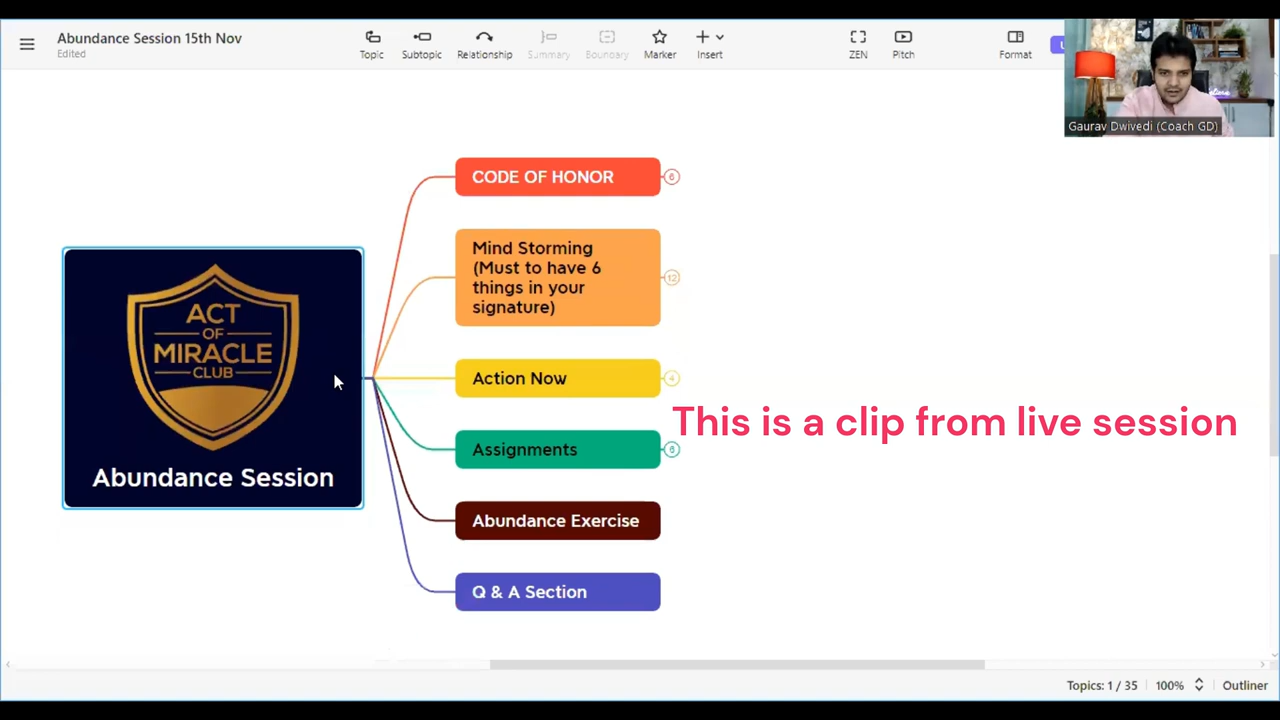 Abundance Session 15th Nov
Edited
Topic
Subtopic
Relationship
Summary
Boundary
Marker
Insert
ZEN
Pitch
Format
Gaurav Dwivedi (Coach GD)
CODE OF HONOR
6
Mind Storming
(Must to have 6
things in your
signature)
12
Action Now
4
This is a clip from live session
Assignments
6
Abundance Exercise
Q & A Section
ACT
OF
MIRACLE
CLUB
Abundance Session
Topics: 1 / 35
100%
Outliner